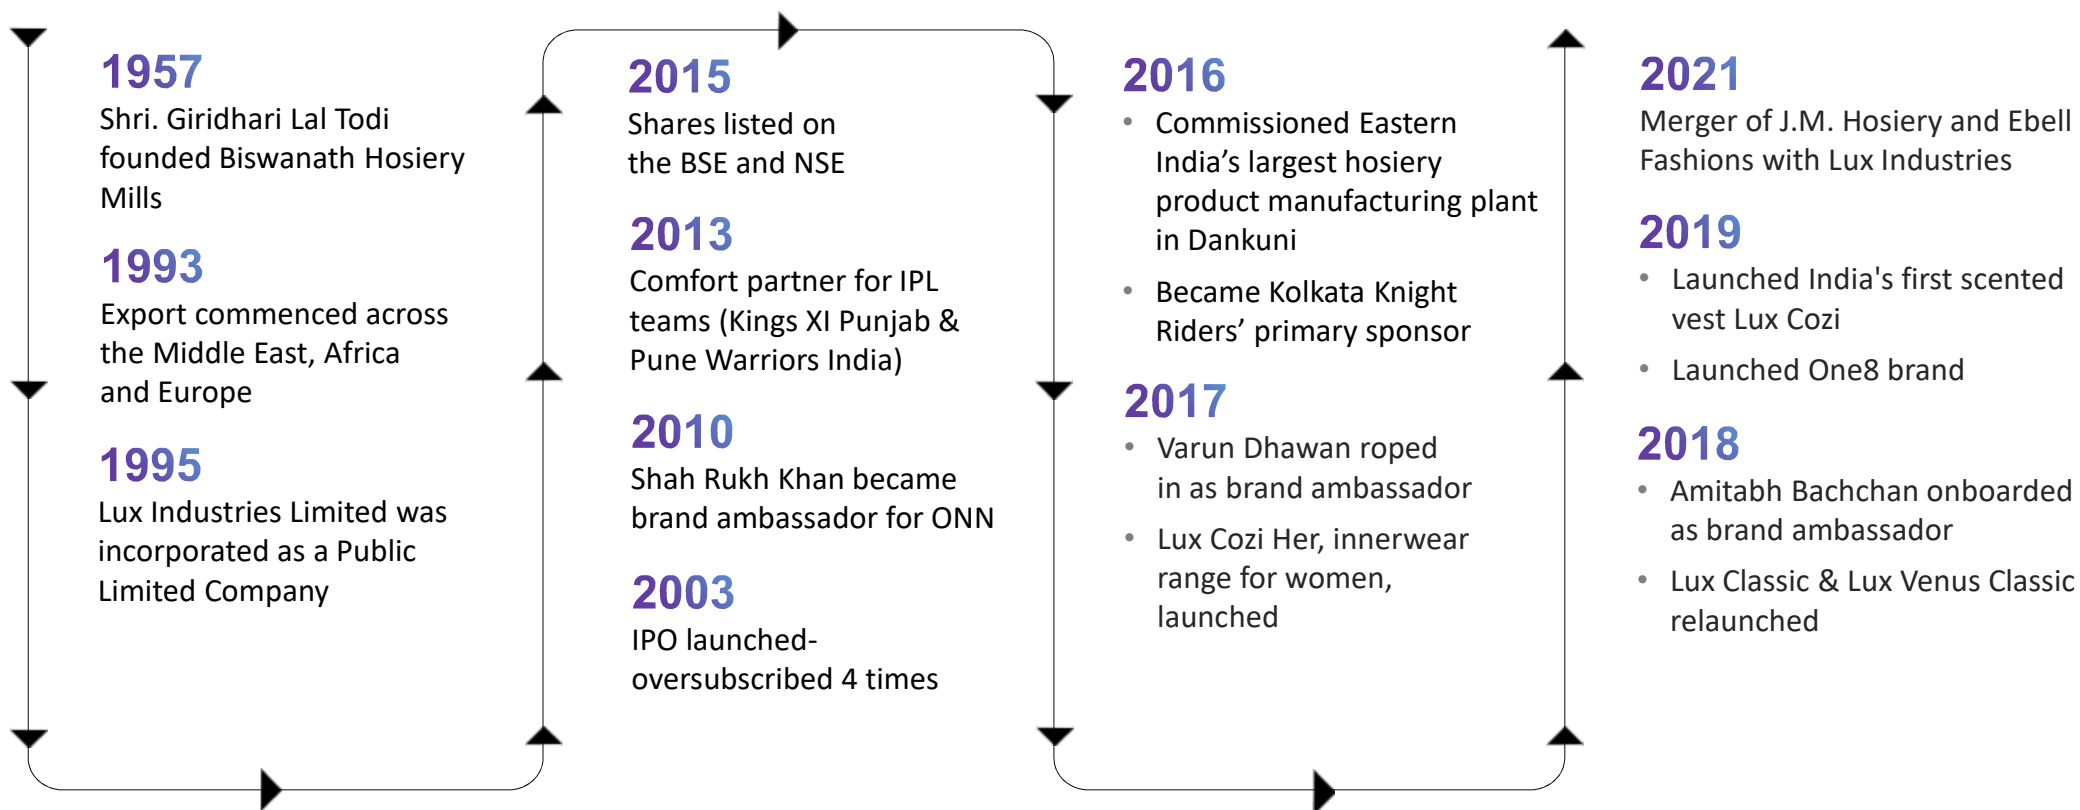 1957
Shri. Giridhari Lal Todi
founded Biswanath Hosiery
Mills
1993
Export commenced across
the Middle East, Africa
and Europe
1995
Lux Industries Limited was
incorporated as a Public
Limited Company
2015
Shares listed on
the BSE and NSE
2013
Comfort partner for IPL
teams (Kings XI Punjab &
Pune Warriors India)
2010
Shah Rukh Khan became
brand ambassador for ONN
2003
IPO launched-
oversubscribed 4 times
2016
• Commissioned Eastern
India’s largest hosiery
product manufacturing plant
in Dankuni
• Became Kolkata Knight
Riders’ primary sponsor
2017
• Varun Dhawan roped
in as brand ambassador
• Lux Cozi Her, innerwear
range for women,
launched
2021
Merger of J.M. Hosiery and Ebell
Fashions with Lux Industries
2019
• Launched India's first scented
vest Lux Cozi
• Launched One8 brand
2018
• Amitabh Bachchan onboarded
as brand ambassador
• Lux Classic & Lux Venus Classic
relaunched